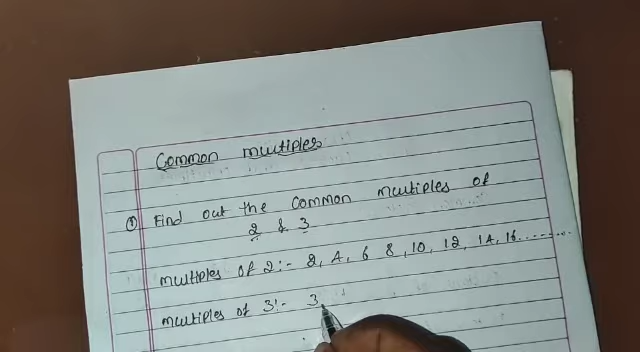 Common multiples
① Find out the common multiples of
2 & 3
multiples of 2:- 2, 4, 6 8, 10, 12, 14, 16........
multiples of 3:- 3,